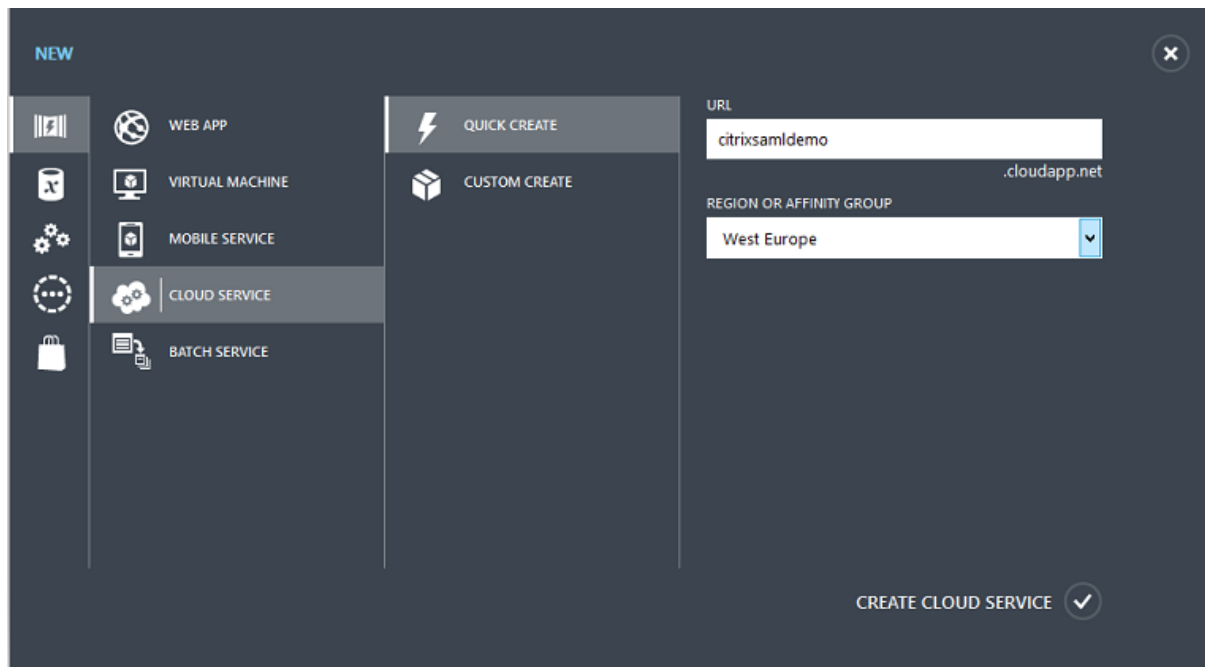 NEW
WEB APP
VIRTUAL MACHINE
MOBILE SERVICE
CLOUD SERVICE
BATCH SERVICE
QUICK CREATE
CUSTOM CREATE
URL
citrixsamldemo
.cloudapp.net
REGION OR AFFINITY GROUP
West Europe
CREATE CLOUD SERVICE